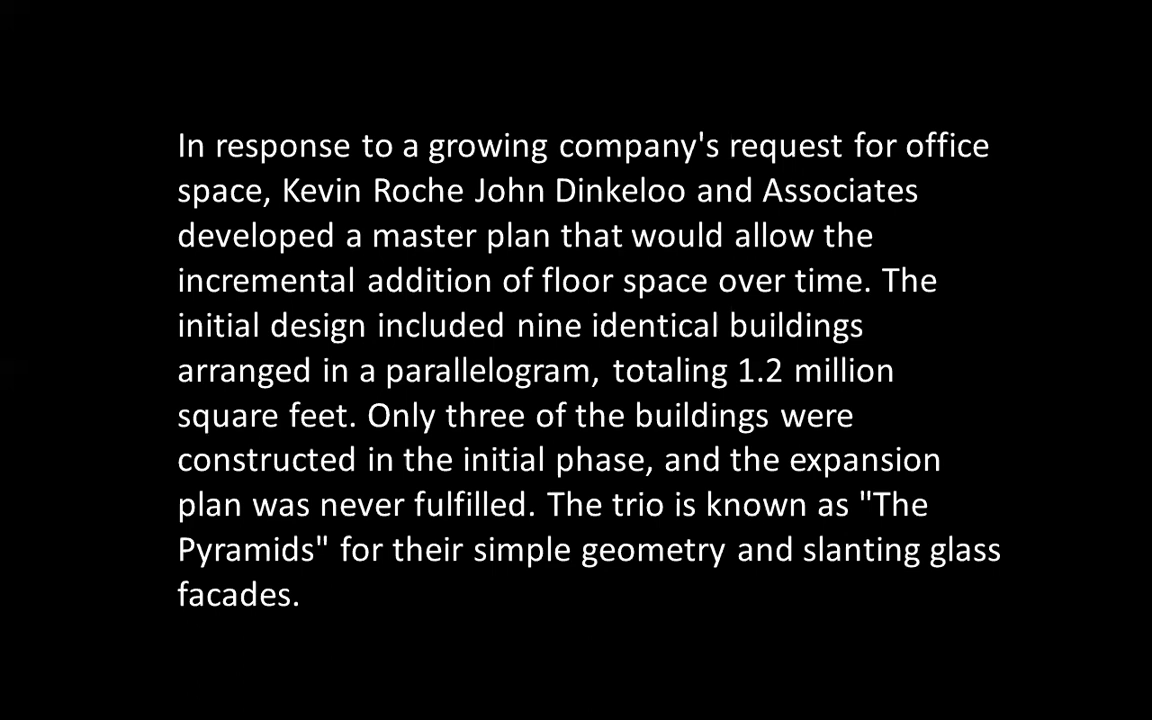 In response to a growing company's request for office
space, Kevin Roche John Dinkeloo and Associates
developed a master plan that would allow the
incremental addition of floor space over time. The
initial design included nine identical buildings
arranged in a parallelogram, totaling 1.2 million
square feet. Only three of the buildings were
constructed in the initial phase, and the expansion
plan was never fulfilled. The trio is known as "The
Pyramids" for their simple geometry and slanting glass
facades.